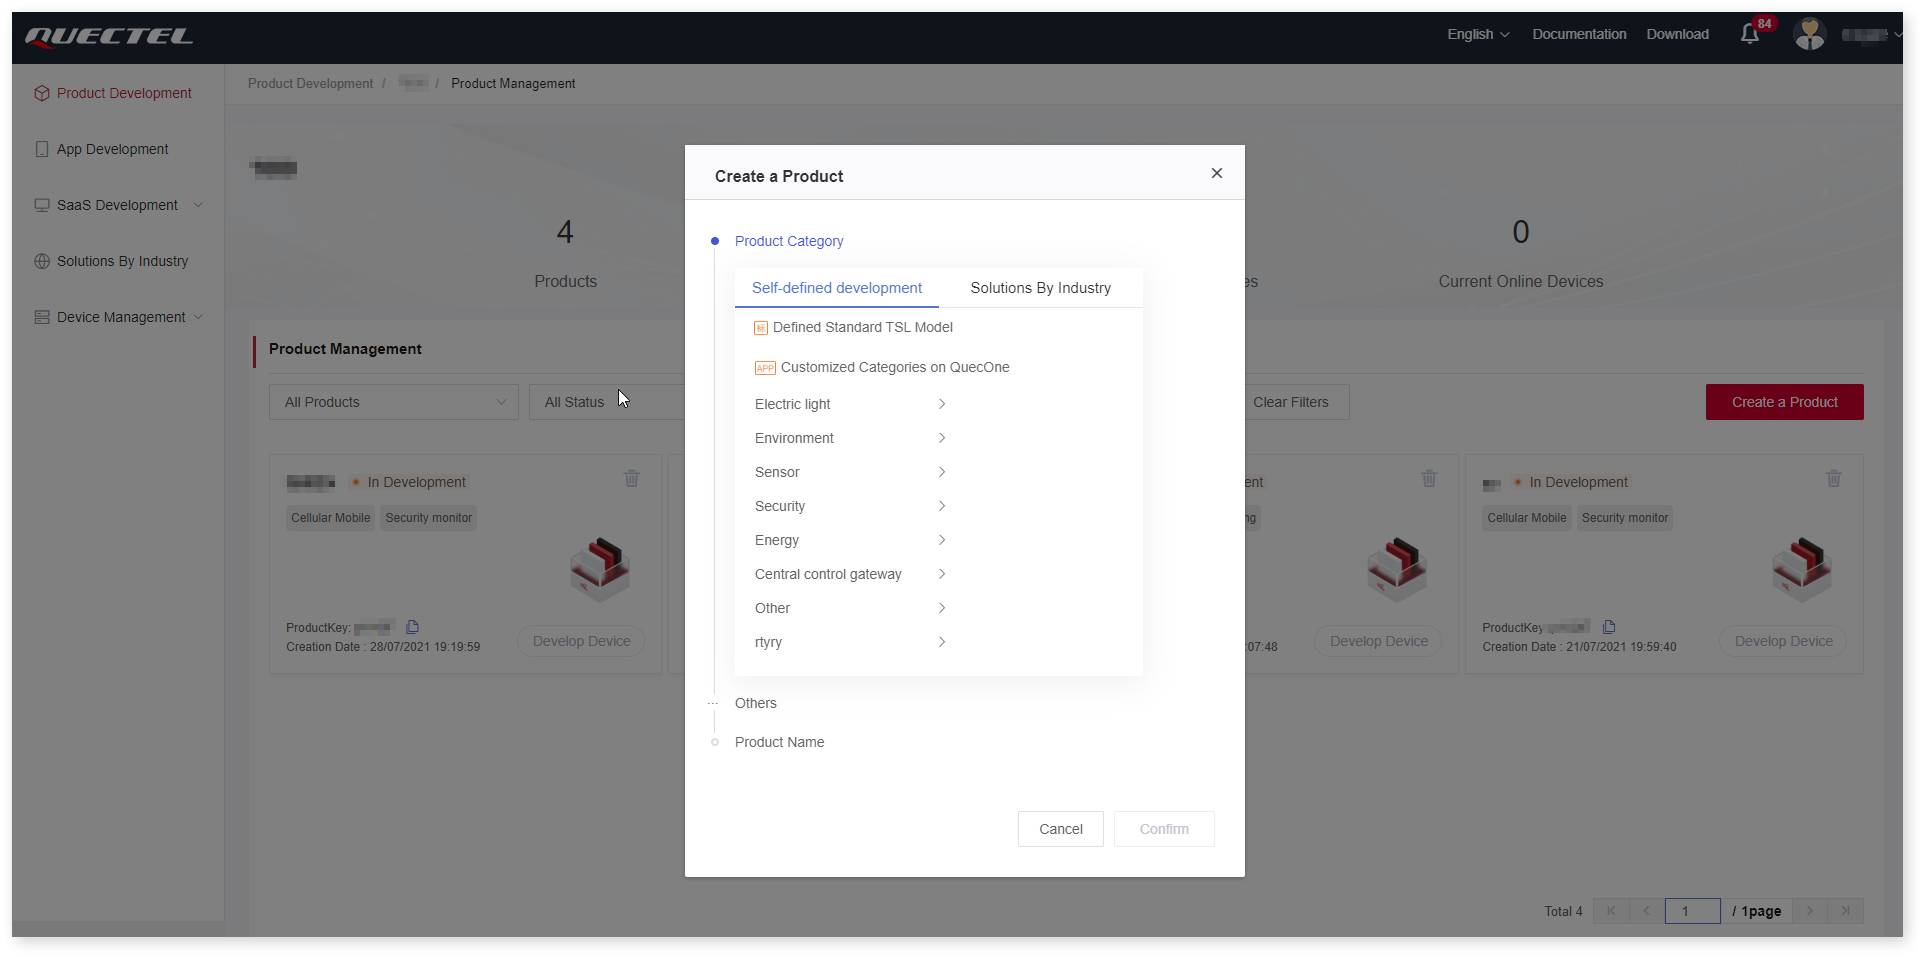 QUECTEL
English
Documentation
Download
84
Product Development
App Development
SaaS Development
Solutions By Industry
Device Management
Product Development / / Product Management
4
Products
es
0
Current Online Devices
Product Management
All Products
All Status
Clear Filters
Create a Product
In Development
Cellular Mobile
Security monitor
ProductKey:
Creation Date : 28/07/2021 19:19:59
Develop Device
ent
ng
:07:48
Develop Device
In Development
Cellular Mobile
Security monitor
ProductKey
Creation Date : 21/07/2021 19:59:40
Develop Device
Total 4
1
/ 1page
Create a Product
Product Category
Self-defined development
Solutions By Industry
标 Defined Standard TSL Model
APP Customized Categories on QuecOne
Electric light
Environment
Sensor
Security
Energy
Central control gateway
Other
rtyry
Others
Product Name
Cancel
Confirm